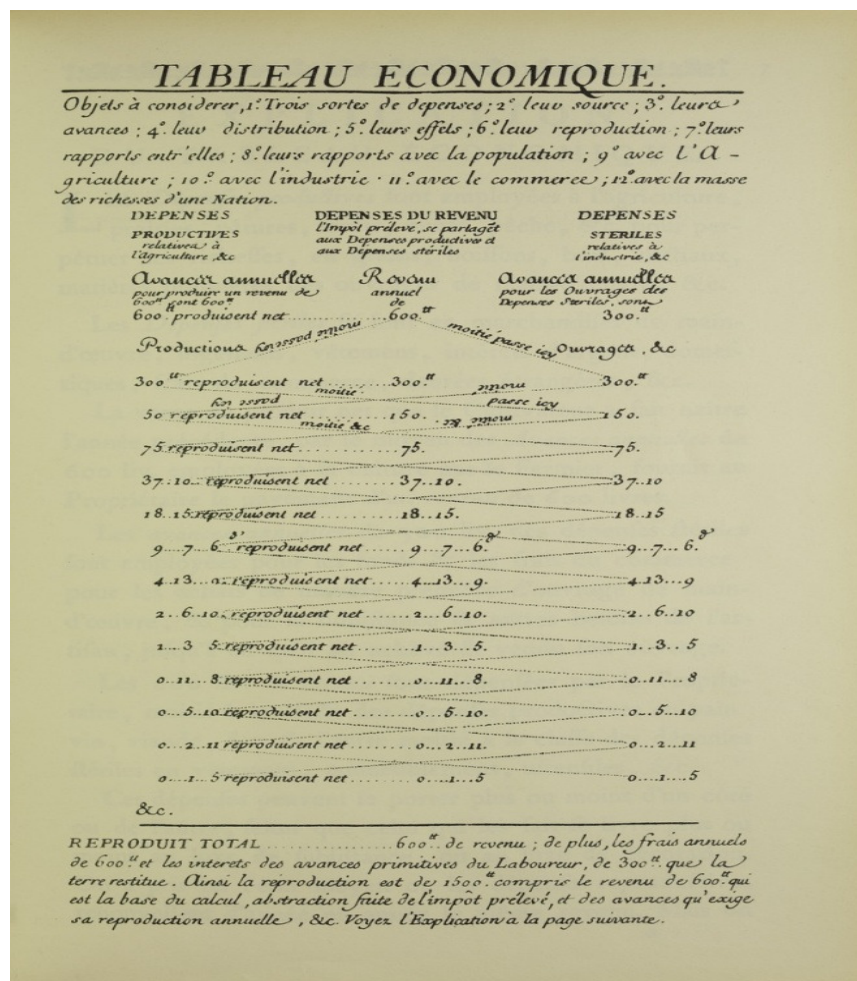 TABLEAU ECONOMIQUE.
Objets à considerer, 1.° Trois sortes de depenses; 2.° leur source; 3.° leurs
avances; 4.° leur distribution; 5.° leurs effets; 6.° leur reproduction; 7.° leurs
rapports entr'elles; 8.° leurs rapports avec la population; 9.° avec l'A-
griculture; 10.° avec l'industrie. 11.° avec le commerce; 12.° avec la masse
des richesses d'une Nation.
DEPENSES DEPENSES DU REVENU DEPENSES
PRODUCTIVES l'Impôt prélevé, se partagēt STERILES
relatives à aux Depenses productives et relatives à
l'agriculture, &c aux Depenses stériles l'industrie, &c
Avances annuelles Revenu Avances annuelles
pour produire un revenu de annuel pour les Ouvrages des
600.tt sont 600.tt de Depenses Steriles, sont
600. produisent net..............600.tt 300.tt
Productions moitié passe icy moitié passe icy Ouvrages, &c
300.tt reproduisent net........300.tt 300.tt
moitié moitié
passe icy passe icy
50 reproduisent net..........150. 150.
moitié &c moitié &c
75 reproduisent net............75. 75.
37..10.. reproduisent net........37..10. 37..10
18..15 reproduisent net........18..15. 18..15
9...7...6.d reproduisent net.....9...7...6.d 9...7...6.d
4..13... 9. reproduisent net.....4...13...9. 4..13...9
2...6..10.. reproduisent net......2...6..10. 2...6..10
1....3 5. reproduisent net......1...3...5. 1..3..5
0..11... 8. reproduisent net.......0...11...8. 0..11....8
0...5..10 reproduisent net........0...5..10. 0...5...10
0...2...11 reproduisent net........0...2...11. 0...2...11
0....1... 5 reproduisent net........0....1....5 0....1....5
&c.
REPRODUIT TOTAL................600.tt de revenu; de plus, les frais annuels
de 600.tt et les interets des avances primitives du Laboureur, de 300.tt que la
terre restitue. Ainsi la reproduction est de 1500.tt compris le revenu de 600.tt qui
est la base du calcul, abstraction faite de l'impôt prélevé, et des avances qu'exige
sa reproduction annuelle, &c. Voyez l'Explication à la page suivante.